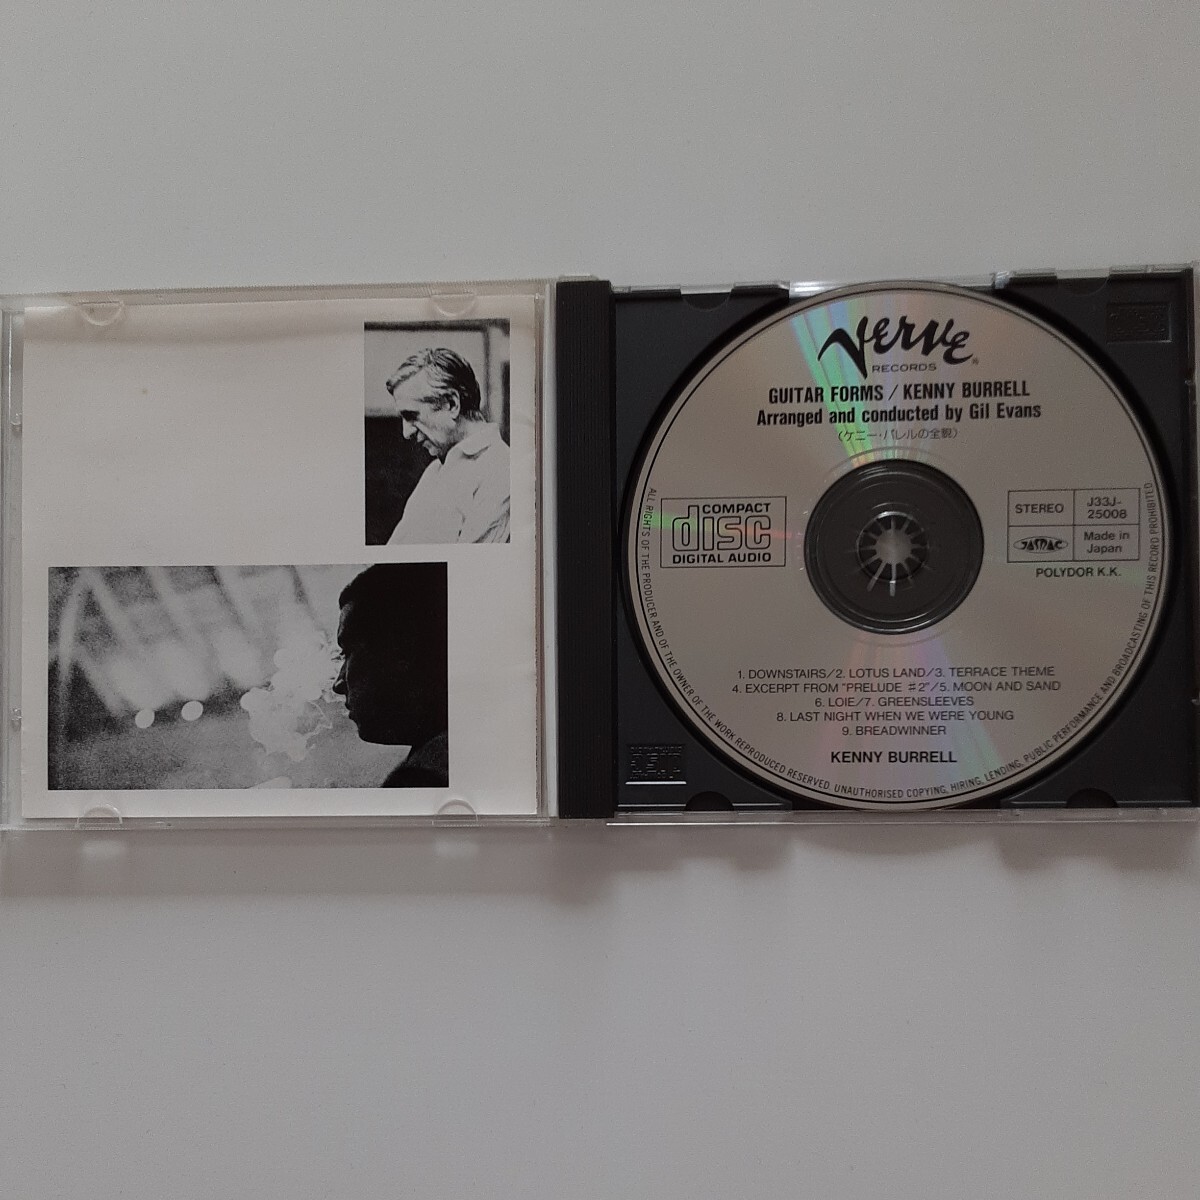 VERVE
RECORDS
GUITAR FORMS / KENNY BURRELL
Arranged and conducted by Gil Evans
(ケニー・バレルの全貌)
COMPACT
disc
DIGITAL AUDIO
STEREO
J33J-
25008
JASRAC
Made in
Japan
POLYDOR K.K.
1. DOWNSTAIRS/2. LOTUS LAND/3. TERRACE THEME
4. EXCERPT FROM "PRELUDE #2"/5. MOON AND SAND
6. LOIE/7. GREENSLEEVES
8. LAST NIGHT WHEN WE WERE YOUNG
9. BREADWINNER
KENNY BURRELL
ALL RIGHTS OF THE PRODUCER AND OF THE OWNER OF THE WORK REPRODUCED RESERVED. UNAUTHORISED COPYING, HIRING, LENDING, PUBLIC PERFORMANCE AND BROADCASTING OF THIS RECORD PROHIBITED